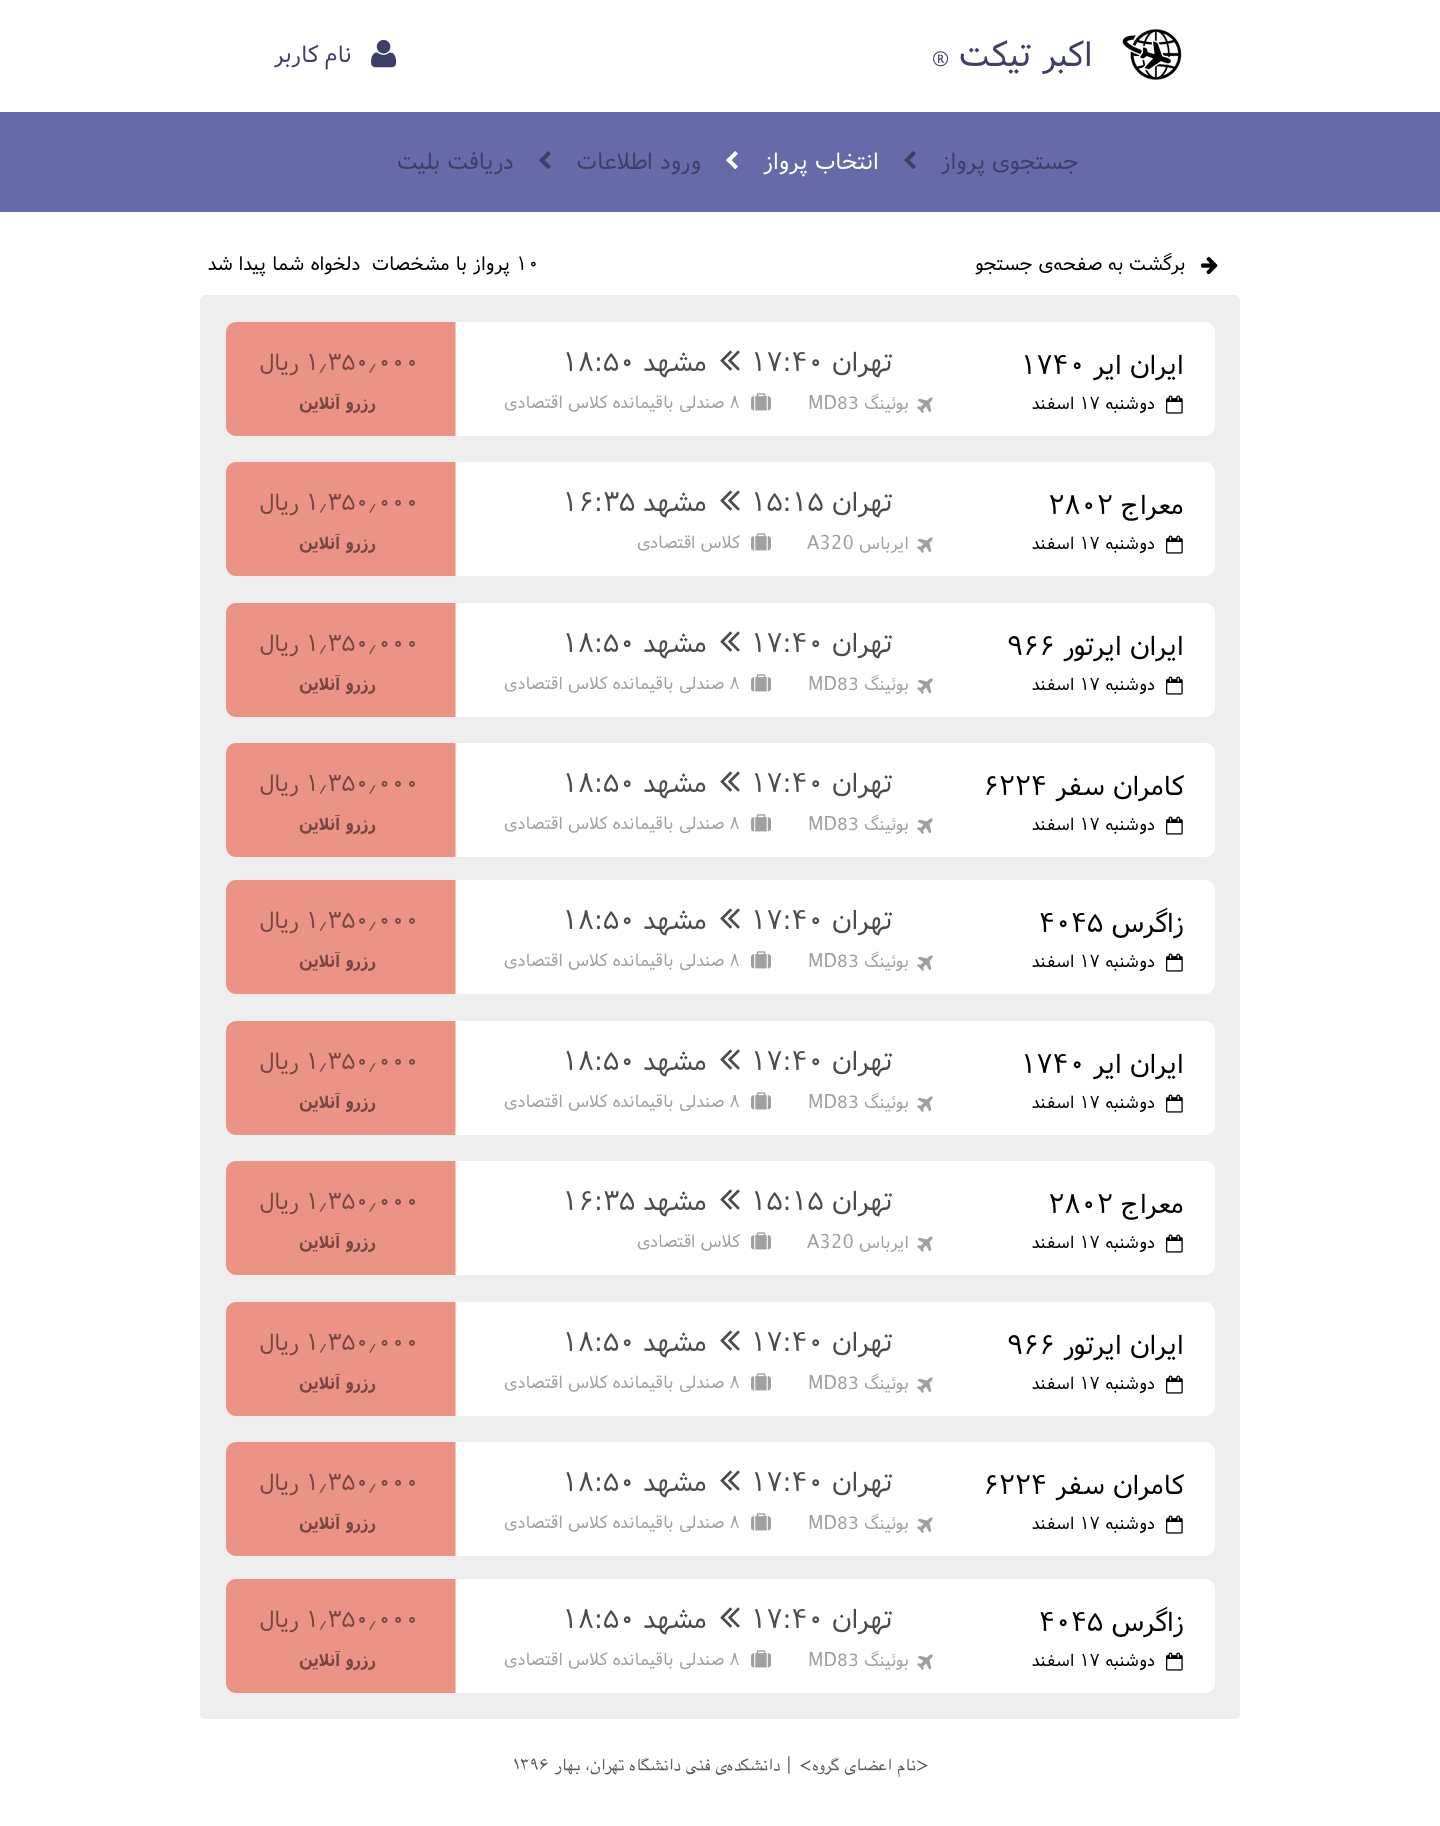 اکبر تیکت ®
نام کاربر
جستجوی پرواز
انتخاب پرواز
ورود اطلاعات
دریافت بلیت
برگشت به صفحه‌ی جستجو
۱۰ پرواز با مشخصات دلخواه شما پیدا شد
ایران ایر ۱۷۴۰
دوشنبه ۱۷ اسفند
تهران ۱۷:۴۰ » مشهد ۱۸:۵۰
بوئینگ MD83
۸ صندلی باقیمانده کلاس اقتصادی
۱٫۳۵۰٫۰۰۰ ریال
رزرو آنلاین
معراج ۲۸۰۲
دوشنبه ۱۷ اسفند
تهران ۱۵:۱۵ » مشهد ۱۶:۳۵
ایرباس A320
کلاس اقتصادی
۱٫۳۵۰٫۰۰۰ ریال
رزرو آنلاین
ایران ایرتور ۹۶۶
دوشنبه ۱۷ اسفند
تهران ۱۷:۴۰ » مشهد ۱۸:۵۰
بوئینگ MD83
۸ صندلی باقیمانده کلاس اقتصادی
۱٫۳۵۰٫۰۰۰ ریال
رزرو آنلاین
کامران سفر ۶۲۲۴
دوشنبه ۱۷ اسفند
تهران ۱۷:۴۰ » مشهد ۱۸:۵۰
بوئینگ MD83
۸ صندلی باقیمانده کلاس اقتصادی
۱٫۳۵۰٫۰۰۰ ریال
رزرو آنلاین
زاگرس ۴۰۴۵
دوشنبه ۱۷ اسفند
تهران ۱۷:۴۰ » مشهد ۱۸:۵۰
بوئینگ MD83
۸ صندلی باقیمانده کلاس اقتصادی
۱٫۳۵۰٫۰۰۰ ریال
رزرو آنلاین
ایران ایر ۱۷۴۰
دوشنبه ۱۷ اسفند
تهران ۱۷:۴۰ » مشهد ۱۸:۵۰
بوئینگ MD83
۸ صندلی باقیمانده کلاس اقتصادی
۱٫۳۵۰٫۰۰۰ ریال
رزرو آنلاین
معراج ۲۸۰۲
دوشنبه ۱۷ اسفند
تهران ۱۵:۱۵ » مشهد ۱۶:۳۵
ایرباس A320
کلاس اقتصادی
۱٫۳۵۰٫۰۰۰ ریال
رزرو آنلاین
ایران ایرتور ۹۶۶
دوشنبه ۱۷ اسفند
تهران ۱۷:۴۰ » مشهد ۱۸:۵۰
بوئینگ MD83
۸ صندلی باقیمانده کلاس اقتصادی
۱٫۳۵۰٫۰۰۰ ریال
رزرو آنلاین
کامران سفر ۶۲۲۴
دوشنبه ۱۷ اسفند
تهران ۱۷:۴۰ » مشهد ۱۸:۵۰
بوئینگ MD83
۸ صندلی باقیمانده کلاس اقتصادی
۱٫۳۵۰٫۰۰۰ ریال
رزرو آنلاین
زاگرس ۴۰۴۵
دوشنبه ۱۷ اسفند
تهران ۱۷:۴۰ » مشهد ۱۸:۵۰
بوئینگ MD83
۸ صندلی باقیمانده کلاس اقتصادی
۱٫۳۵۰٫۰۰۰ ریال
رزرو آنلاین
<نام اعضای گروه> | دانشکده‌ی فنی دانشگاه تهران، بهار ۱۳۹۶